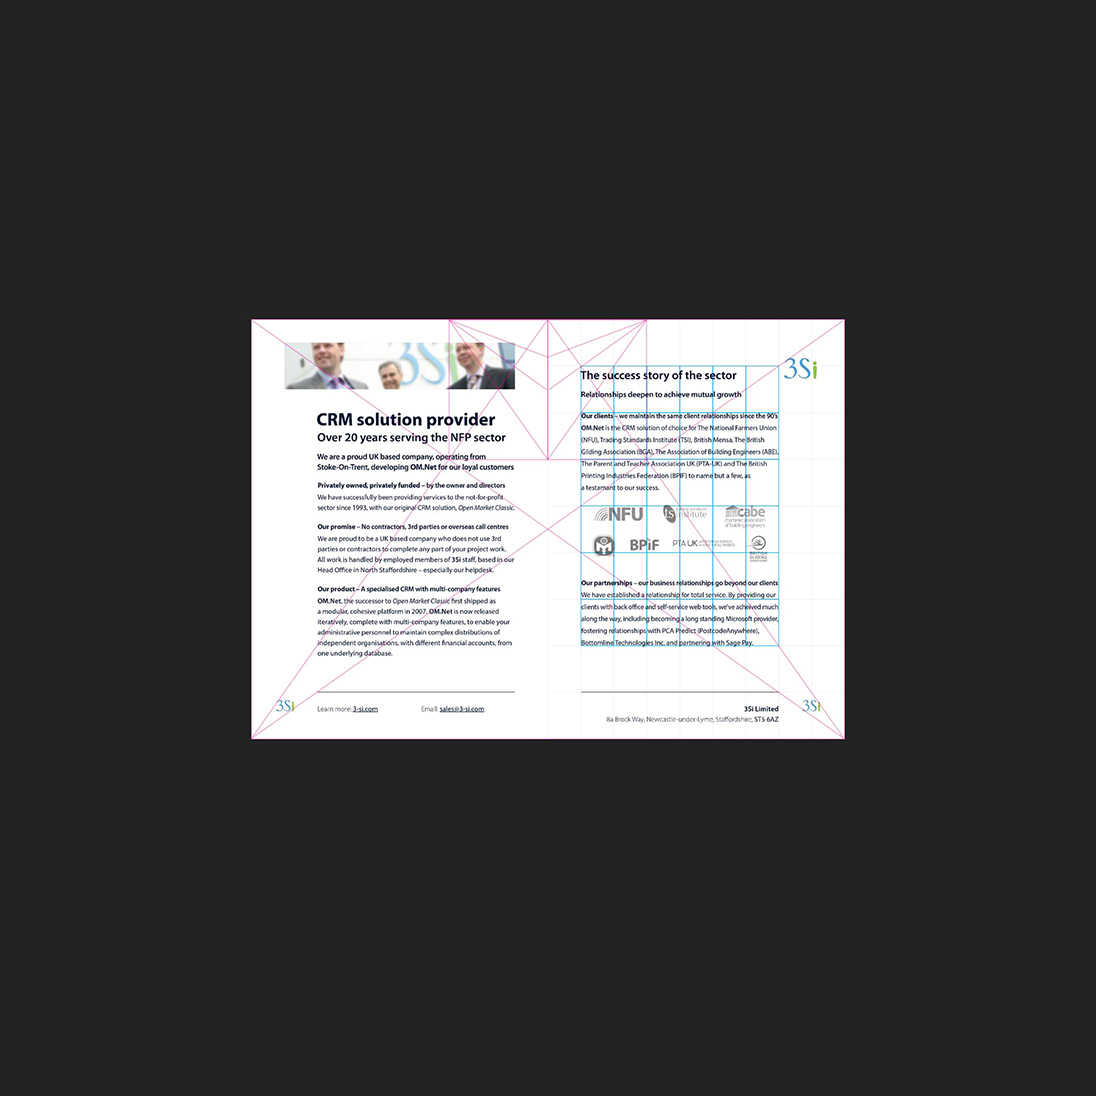 3Si
CRM solution provider
Over 20 years serving the NFP sector
We are a proud UK based company, operating from
Stoke-On-Trent, developing OM.Net for our loyal customers
Privately owned, privately funded – by the owner and directors
We have successfully been providing services to the not-for-profit
sector since 1993, with our original CRM solution, Open Market Classic.
Our promise – No contractors, 3rd parties or overseas call centres
We are proud to be a UK based company who does not use 3rd
parties or contractors to complete any part of your project work.
All work is handled by employed members of 3Si staff, based in our
Head Office in North Staffordshire – especially our helpdesk.
Our product – A specialised CRM with multi-company features
OM.Net, the successor to Open Market Classic first shipped as
a modular, cohesive platform in 2007, OM.Net is now released
iteratively, complete with multi-company features, to enable your
administrative personnel to maintain complex distributions of
independent organisations, with different financial accounts, from
one underlying database.
3Si
Learn more: 3-si.com
Email: sales@3-si.com
3Si
The success story of the sector
Relationships deepen to achieve mutual growth
Our clients – we maintain the same client relationships since the 90's
OM.Net is the CRM solution of choice for The National Farmers Union
(NFU), Trading Standards Institute (TSI), British Mensa, The British
Gliding Association (BGA), The Association of Building Engineers (ABE),
The Parent and Teacher Association UK (PTA-UK) and The British
Printing Industries Federation (BPIF) to name but a few, as
a testamant to our success.
NFU
institute
cabe
chartered association
of building engineers
BPiF
PTA UK
BRITISH
GLIDING
Our partnerships – our business relationships go beyond our clients
We have established a relationship for total service. By providing our
clients with back office and self-service web tools, we've acheived much
along the way, including becoming a long standing Microsoft provider,
fostering relationships with PCA Predict (PostcodeAnywhere),
Bottomline Technologies Inc. and partnering with Sage Pay.
3Si Limited
8a Brock Way, Newcastle-under-Lyme, Staffordshire, ST5 6AZ
3Si